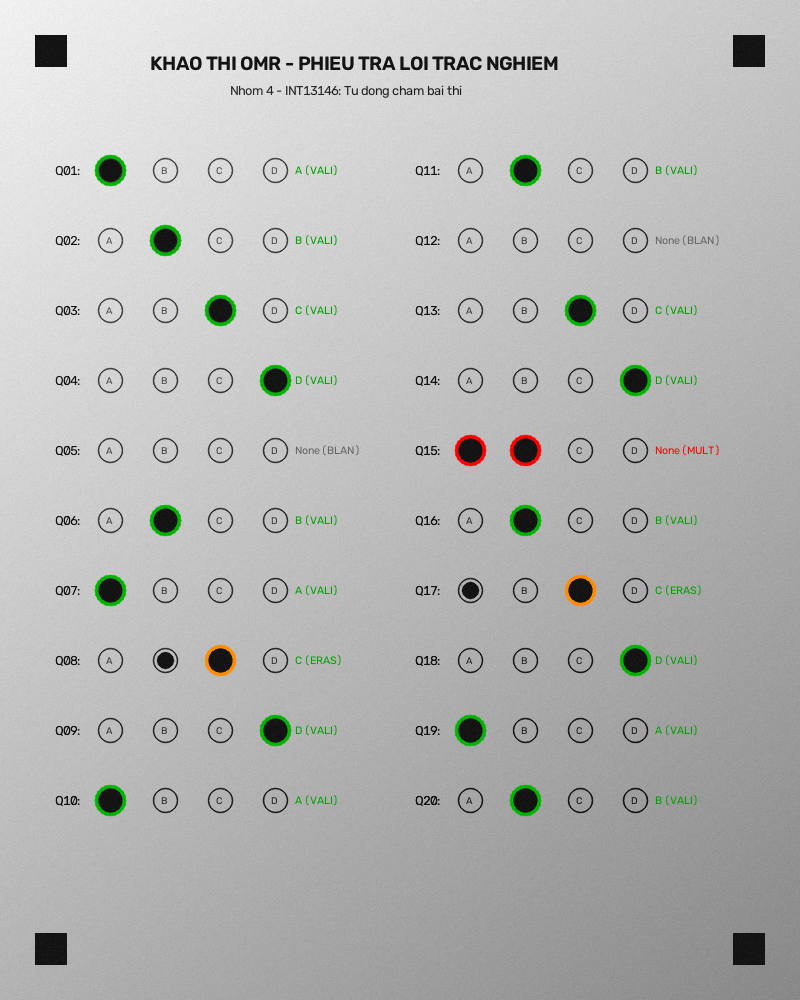 KHAO THI OMR - PHIEU TRA LOI TRAC NGHIEM
Nhom 4 - INT13146: Tu dong cham bai thi
Q01: B C D A (VALI)
Q02: A C D B (VALI)
Q03: A B D C (VALI)
Q04: A B C D (VALI)
Q05: A B C D None (BLAN)
Q06: A C D B (VALI)
Q07: B C D A (VALI)
Q08: A D C (ERAS)
Q09: A B C D (VALI)
Q10: B C D A (VALI)
Q11: A C D B (VALI)
Q12: A B C D None (BLAN)
Q13: A B D C (VALI)
Q14: A B C D (VALI)
Q15: C D None (MULT)
Q16: A C D B (VALI)
Q17: B D C (ERAS)
Q18: A B C D (VALI)
Q19: B C D A (VALI)
Q20: A C D B (VALI)